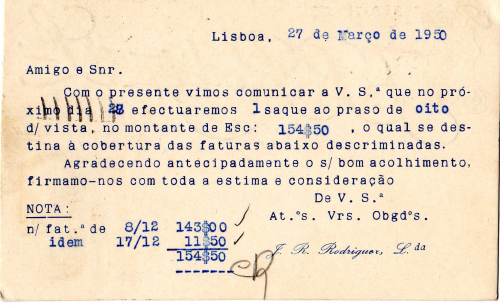 Lisboa, 27 de Março de 1950
Amigo e Snr.
Com o presente vimos comunicar a V. S.ª que no pró-
ximo dia 28 efectuaremos 1 saque ao praso de oito
d/vista, no montante de Esc: 154$50 , o qual se des-
tina à cobertura das faturas abaixo descriminadas.
Agradecendo antecipadamente o s/ bom acolhimento,
firmamo-nos com toda a estima e consideração
De V. S.ª
At.ºs. Vrs. Obgdºs.
NOTA:
n/ fat.ª de 8/12 143$00
idem 17/12 11$50
154$50
-------
J. R. Rodrigues, L.da